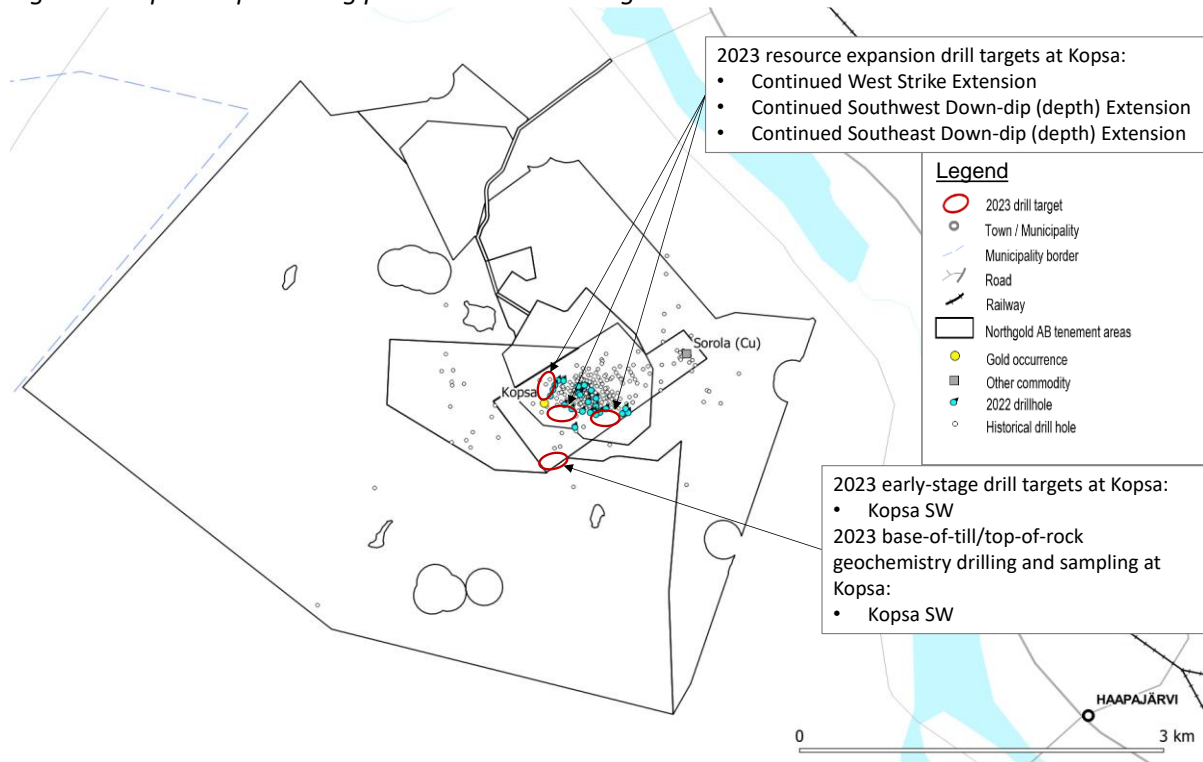 2023 resource expansion drill targets at Kopsa:
• Continued West Strike Extension
• Continued Southwest Down-dip (depth) Extension
• Continued Southeast Down-dip (depth) Extension
Legend
2023 drill target
Town / Municipality
Municipality border
Road
Railway
Northgold AB tenement areas
Gold occurrence
Other commodity
2022 drillhole
Historical drill hole
Sorola (Cu)
Kopsa
2023 early-stage drill targets at Kopsa:
• Kopsa SW
2023 base-of-till/top-of-rock
geochemistry drilling and sampling at
Kopsa:
• Kopsa SW
HAAPAJÄRVI
0 3 km